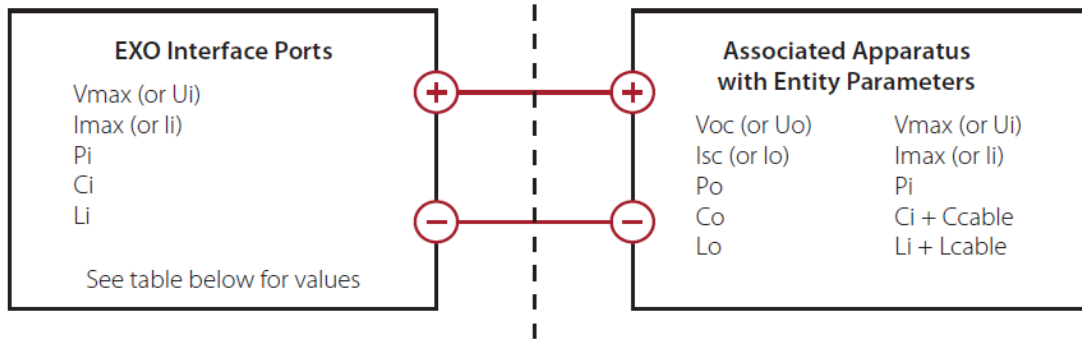 EXO Interface Ports
Vmax (or Ui)
Imax (or Ii)
Pi
Ci
Li
See table below for values
+
−
+
−
Associated Apparatus
with Entity Parameters
Voc (or Uo) Vmax (or Ui)
Isc (or Io) Imax (or Ii)
Po Pi
Co Ci + Ccable
Lo Li + Lcable